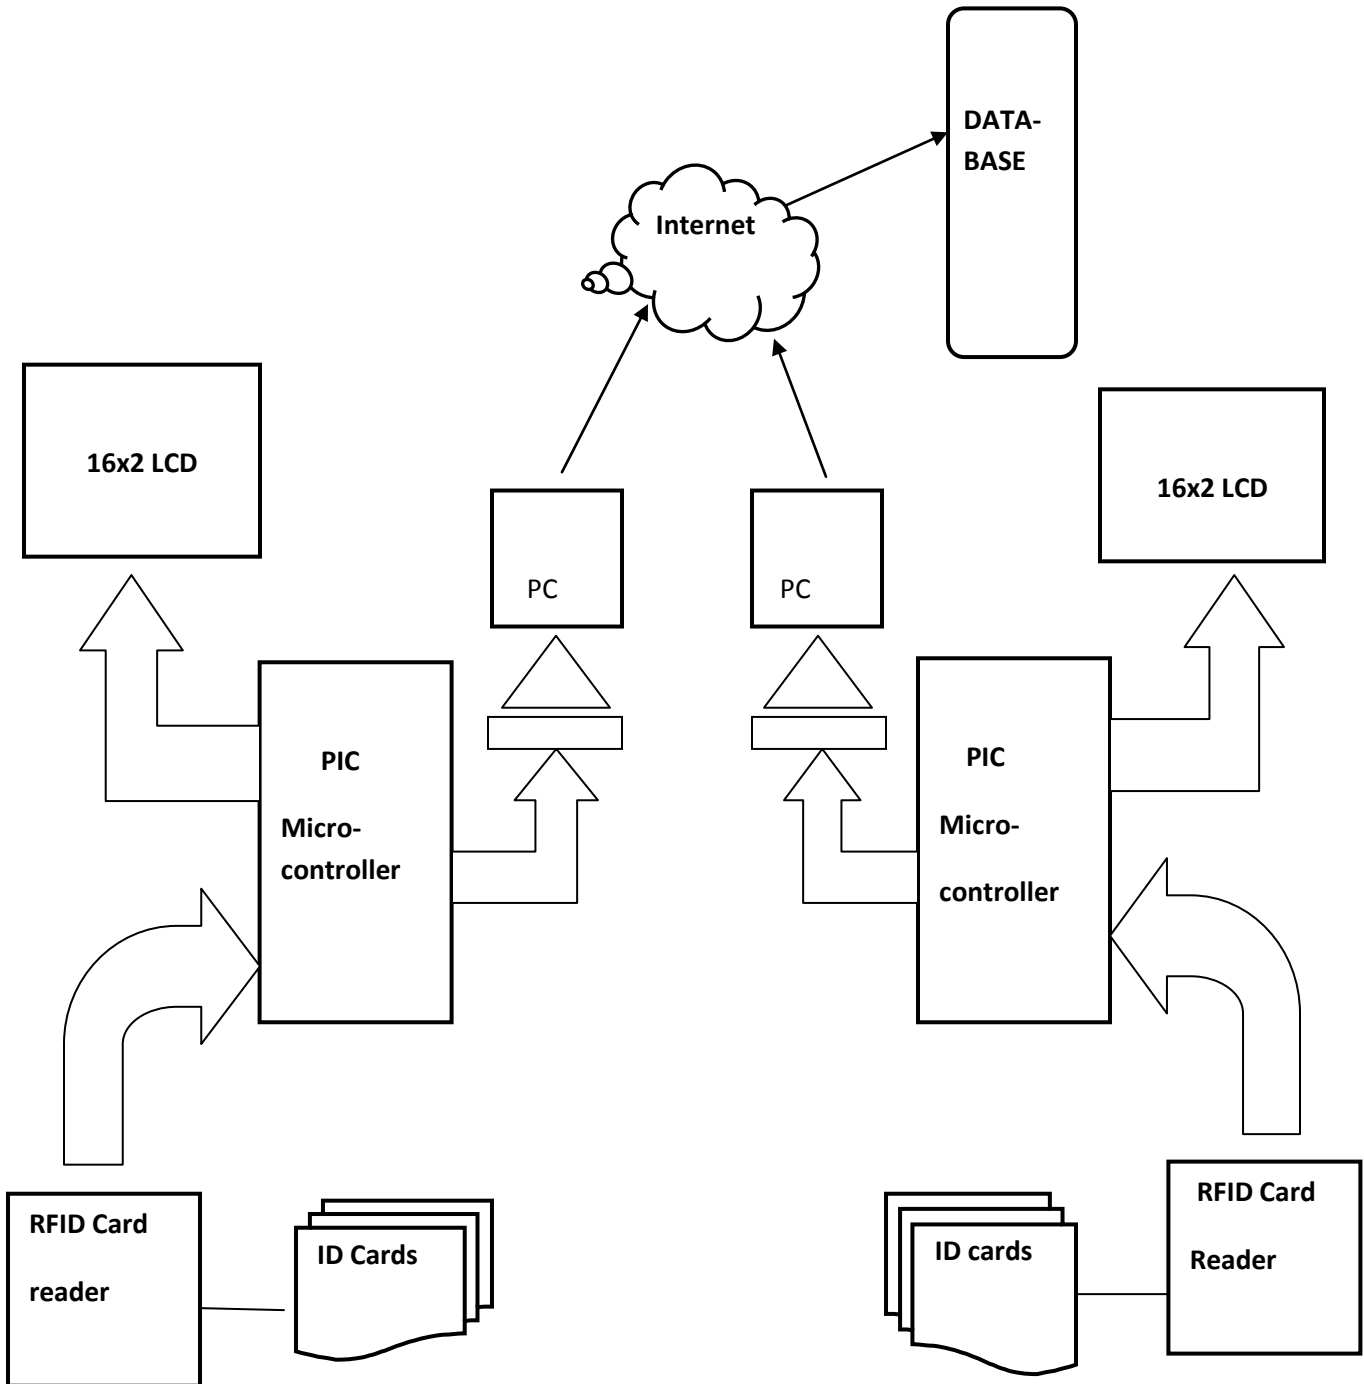 DATA-
BASE
Internet
16x2 LCD
16x2 LCD
PC
PC
PIC
Micro-
controller
PIC
Micro-
controller
RFID Card
reader
ID Cards
ID cards
RFID Card
Reader